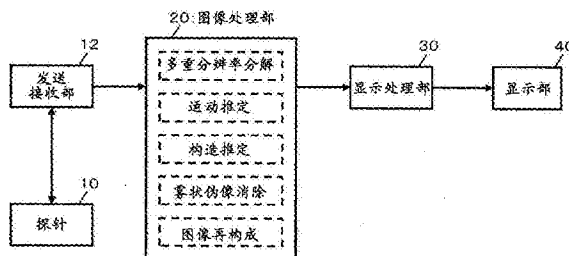 20:图像处理部
12
发送
接收部
10
探针
多重分辨率分解
运动推定
构造推定
雾状伪像消除
图像再构成
30
显示处理部
40
显示部